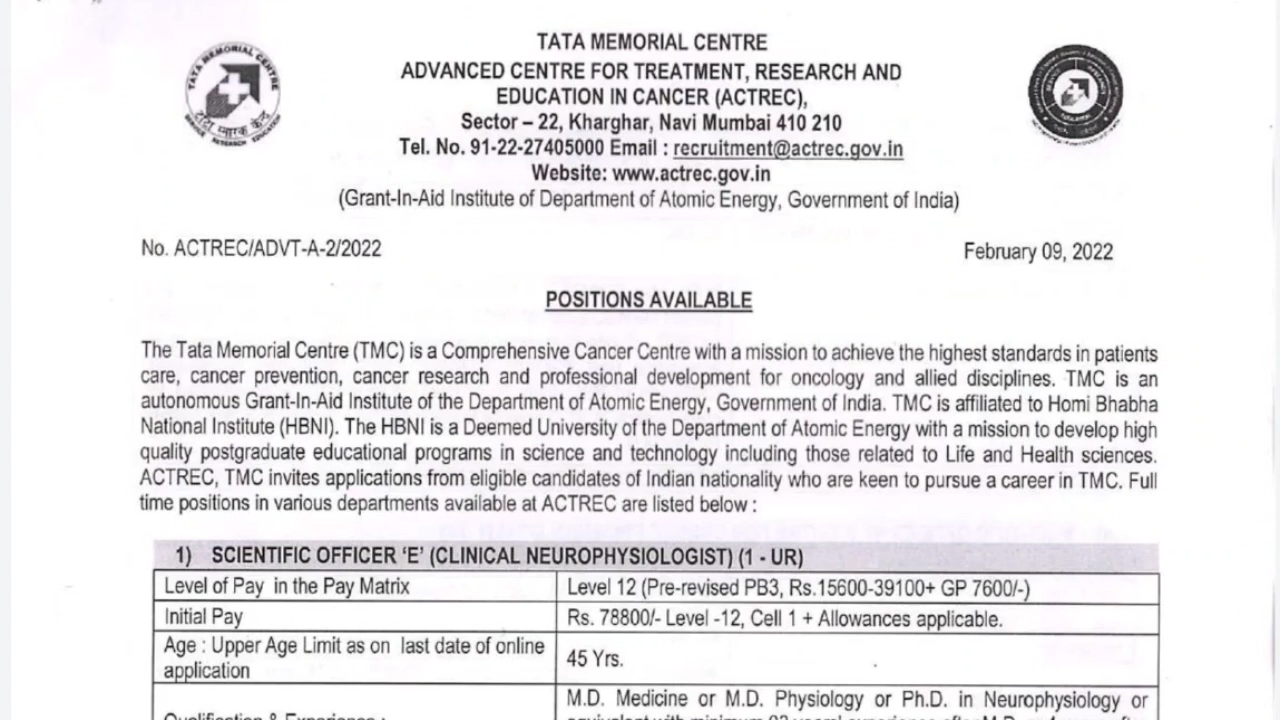 TATA MEMORIAL CENTRE
ADVANCED CENTRE FOR TREATMENT, RESEARCH AND
EDUCATION IN CANCER (ACTREC),
Sector – 22, Kharghar, Navi Mumbai 410 210
Tel. No. 91-22-27405000 Email : recruitment@actrec.gov.in
Website: www.actrec.gov.in
(Grant-In-Aid Institute of Department of Atomic Energy, Government of India)
TATA MEMORIAL CENTRE
टाटा स्मारक केन्द्र
No. ACTREC/ADVT-A-2/2022
February 09, 2022
POSITIONS AVAILABLE
The Tata Memorial Centre (TMC) is a Comprehensive Cancer Centre with a mission to achieve the highest standards in patients
care, cancer prevention, cancer research and professional development for oncology and allied disciplines. TMC is an
autonomous Grant-In-Aid Institute of the Department of Atomic Energy, Government of India. TMC is affiliated to Homi Bhabha
National Institute (HBNI). The HBNI is a Deemed University of the Department of Atomic Energy with a mission to develop high
quality postgraduate educational programs in science and technology including those related to Life and Health sciences.
ACTREC, TMC invites applications from eligible candidates of Indian nationality who are keen to pursue a career in TMC. Full
time positions in various departments available at ACTREC are listed below :
1) SCIENTIFIC OFFICER ‘E’ (CLINICAL NEUROPHYSIOLOGIST) (1 - UR)
Level of Pay in the Pay Matrix
Level 12 (Pre-revised PB3, Rs.15600-39100+ GP 7600/-)
Initial Pay
Rs. 78800/- Level -12, Cell 1 + Allowances applicable.
Age : Upper Age Limit as on last date of online
application
45 Yrs.
M.D. Medicine or M.D. Physiology or Ph.D. in Neurophysiology or